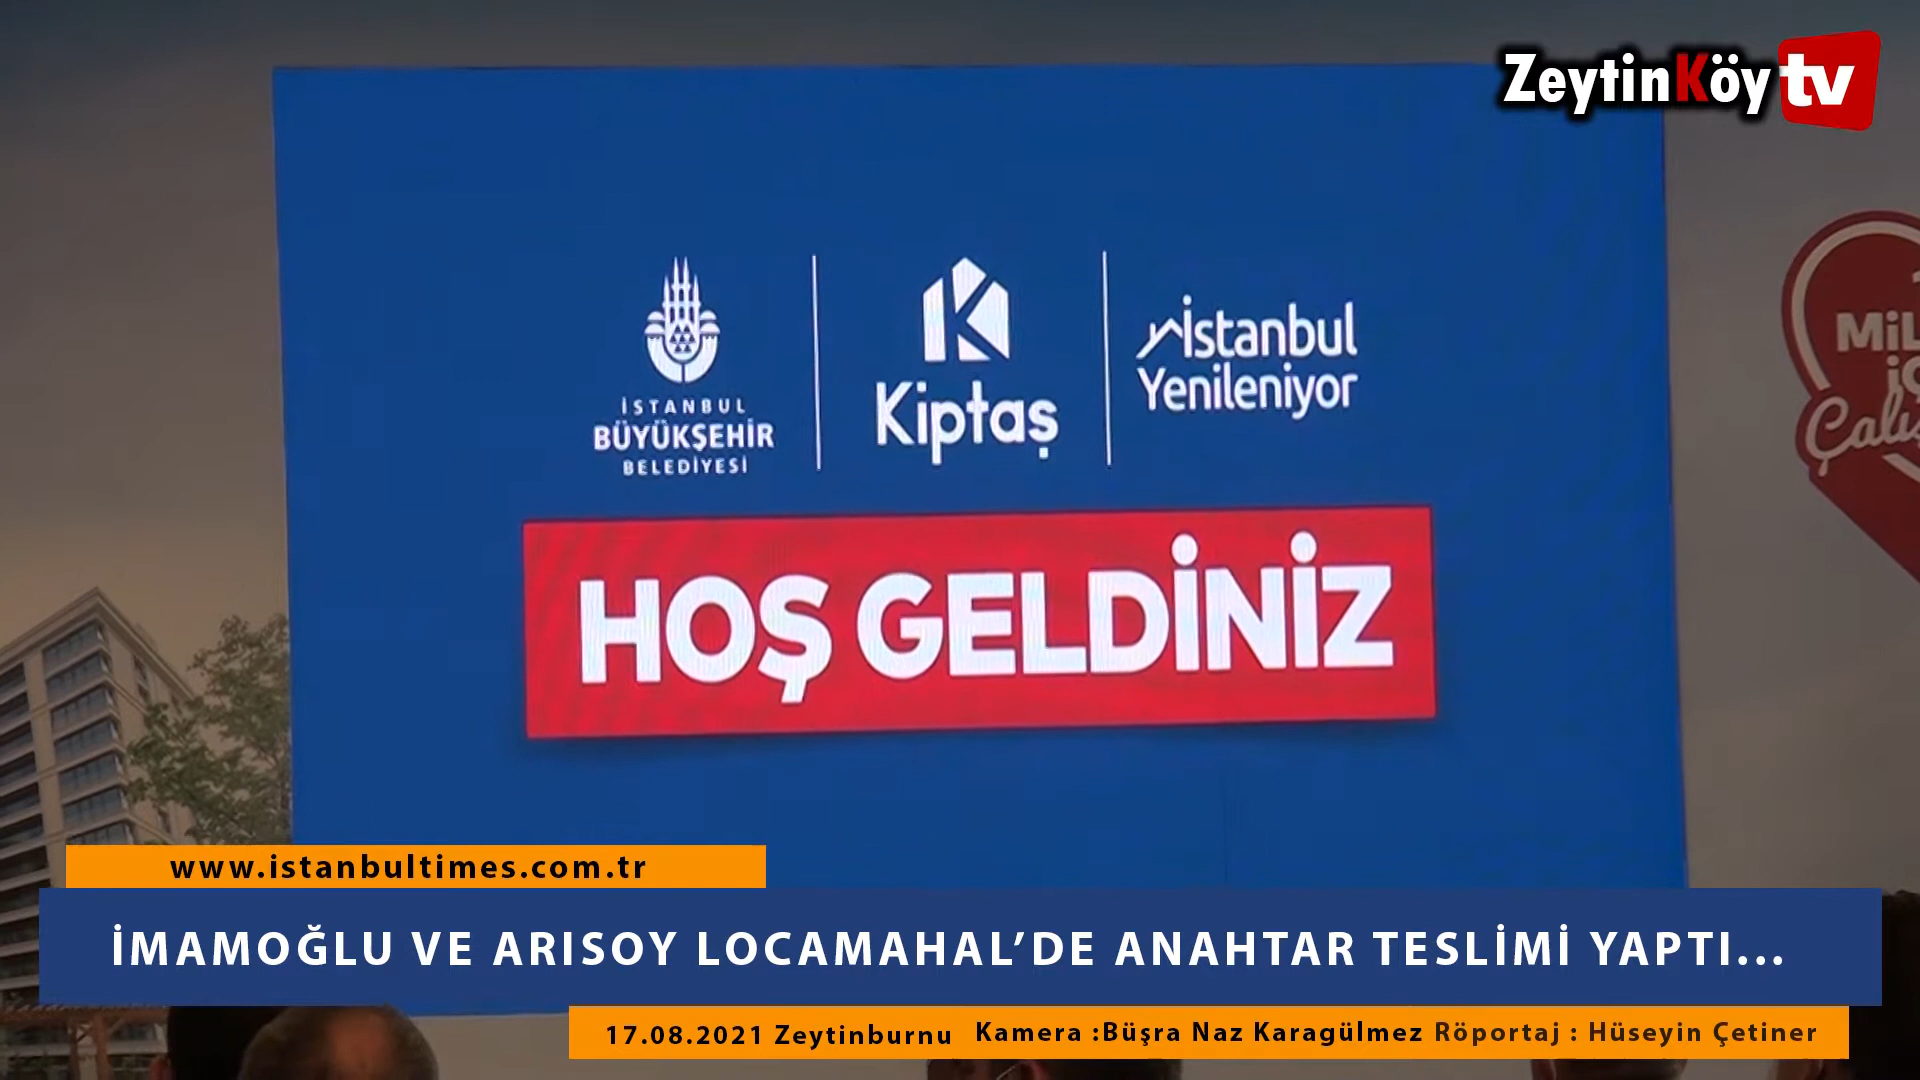 ZeytinKöy tv
İSTANBUL
BÜYÜKŞEHİR
BELEDİYESİ
Kiptaş
istanbul
Yenileniyor
HOŞ GELDİNİZ
www.istanbultimes.com.tr
İMAMOĞLU VE ARISOY LOCAMAHAL’DE ANAHTAR TESLİMİ YAPTI...
17.08.2021 Zeytinburnu Kamera :Büşra Naz Karagülmez Röportaj : Hüseyin Çetiner